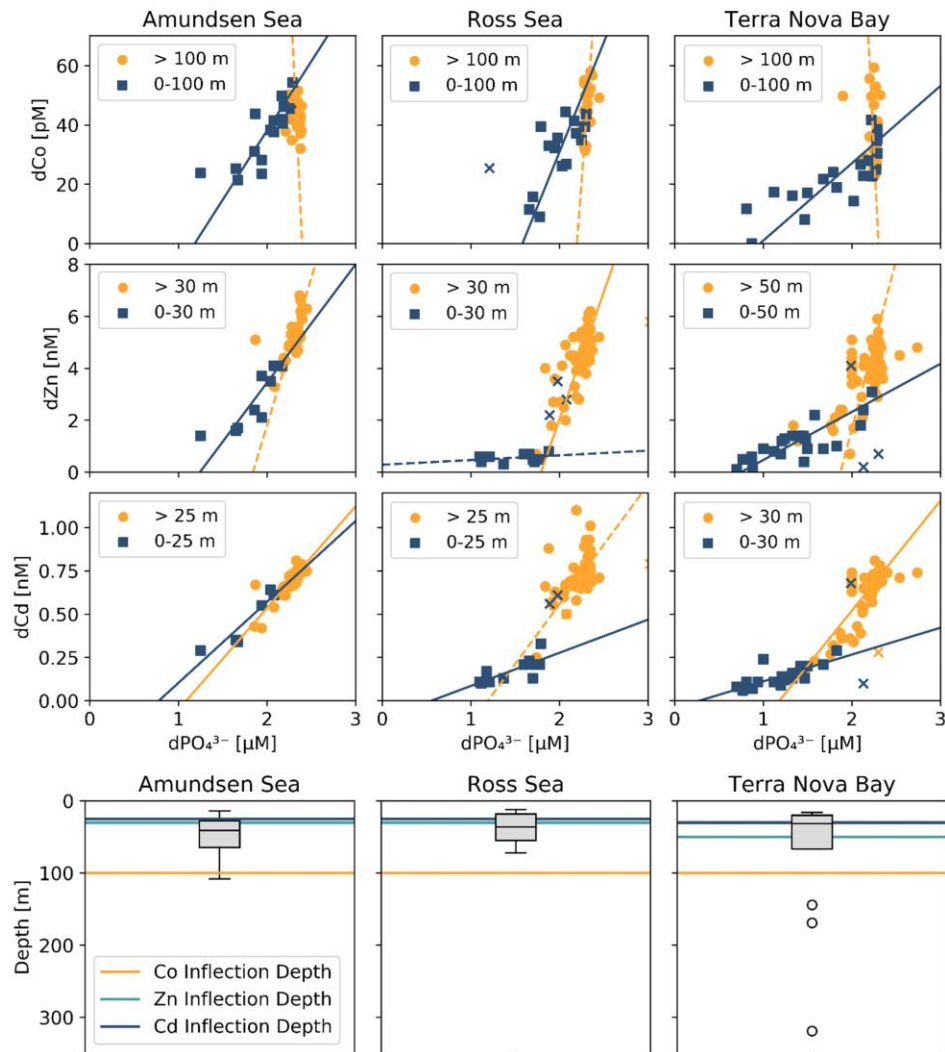 Amundsen Sea
Ross Sea
Terra Nova Bay
dCo [pM]
60
40
20
0
> 100 m
0-100 m
> 100 m
0-100 m
> 100 m
0-100 m
dZn [nM]
8
6
4
2
0
> 30 m
0-30 m
> 30 m
0-30 m
> 50 m
0-50 m
dCd [nM]
1.00
0.75
0.50
0.25
0.00
> 25 m
0-25 m
> 25 m
0-25 m
> 30 m
0-30 m
0 1 2 3
0 1 2 3
0 1 2 3
dPO₄³⁻ [μM]
dPO₄³⁻ [μM]
dPO₄³⁻ [μM]
Amundsen Sea
Ross Sea
Terra Nova Bay
Depth [m]
0
100
200
300
Co Inflection Depth
Zn Inflection Depth
Cd Inflection Depth